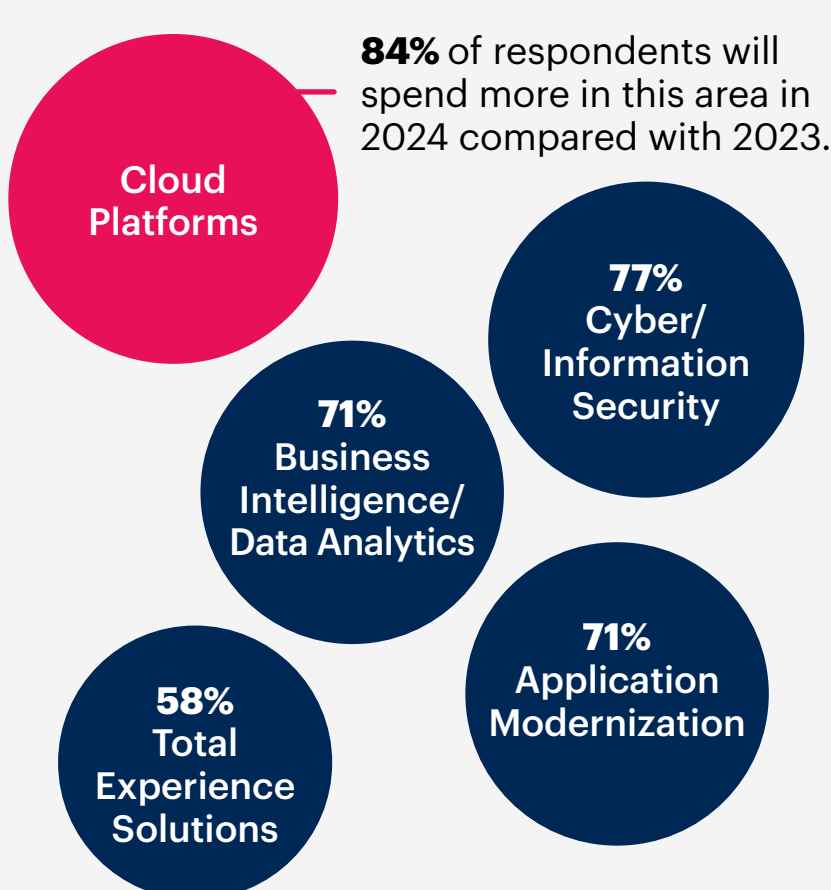 84% of respondents will
spend more in this area in
2024 compared with 2023.
Cloud
Platforms
77%
Cyber/
Information
Security
71%
Business
Intelligence/
Data Analytics
71%
Application
Modernization
58%
Total
Experience
Solutions